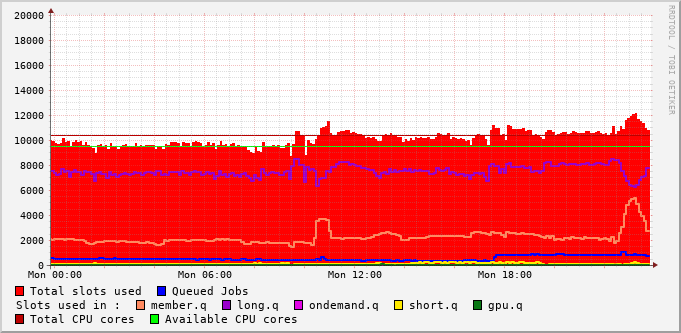 20000
18000
16000
14000
12000
10000
8000
6000
4000
2000
0
Mon 00:00 Mon 06:00 Mon 12:00 Mon 18:00
RRDTOOL / TOBI OETIKER
Total slots used Queued Jobs
Slots used in : member.q long.q ondemand.q short.q gpu.q
Total CPU cores Available CPU cores